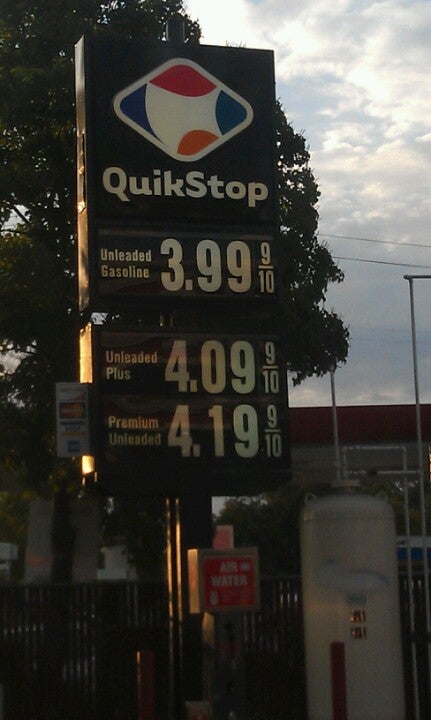 QuikStop
Unleaded
Gasoline
3.99 9/10
Unleaded
Plus
4.09 9/10
Premium
Unleaded
4.19 9/10
AIR
WATER